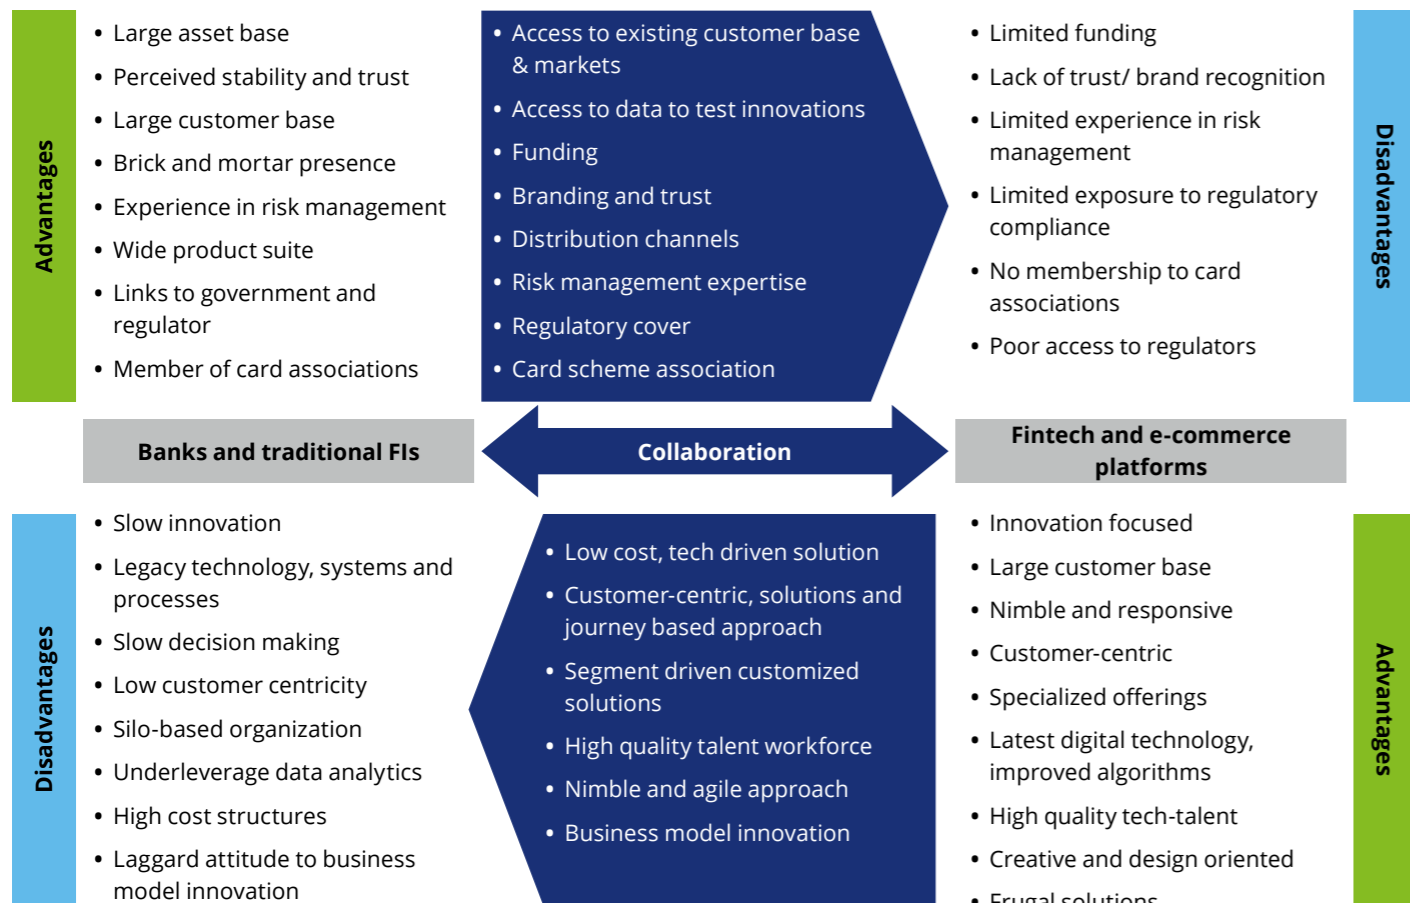 Advantages
• Large asset base
• Perceived stability and trust
• Large customer base
• Brick and mortar presence
• Experience in risk management
• Wide product suite
• Links to government and
regulator
• Member of card associations
• Access to existing customer base
& markets
• Access to data to test innovations
• Funding
• Branding and trust
• Distribution channels
• Risk management expertise
• Regulatory cover
• Card scheme association
• Limited funding
• Lack of trust/ brand recognition
• Limited experience in risk
management
• Limited exposure to regulatory
compliance
• No membership to card
associations
• Poor access to regulators
Disadvantages
Banks and traditional FIs
Collaboration
Fintech and e-commerce
platforms
Disadvantages
• Slow innovation
• Legacy technology, systems and
processes
• Slow decision making
• Low customer centricity
• Silo-based organization
• Underleverage data analytics
• High cost structures
• Laggard attitude to business
model innovation
• Low cost, tech driven solution
• Customer-centric, solutions and
journey based approach
• Segment driven customized
solutions
• High quality talent workforce
• Nimble and agile approach
• Business model innovation
• Innovation focused
• Large customer base
• Nimble and responsive
• Customer-centric
• Specialized offerings
• Latest digital technology,
improved algorithms
• High quality tech-talent
• Creative and design oriented
• Frugal solutions
Advantages